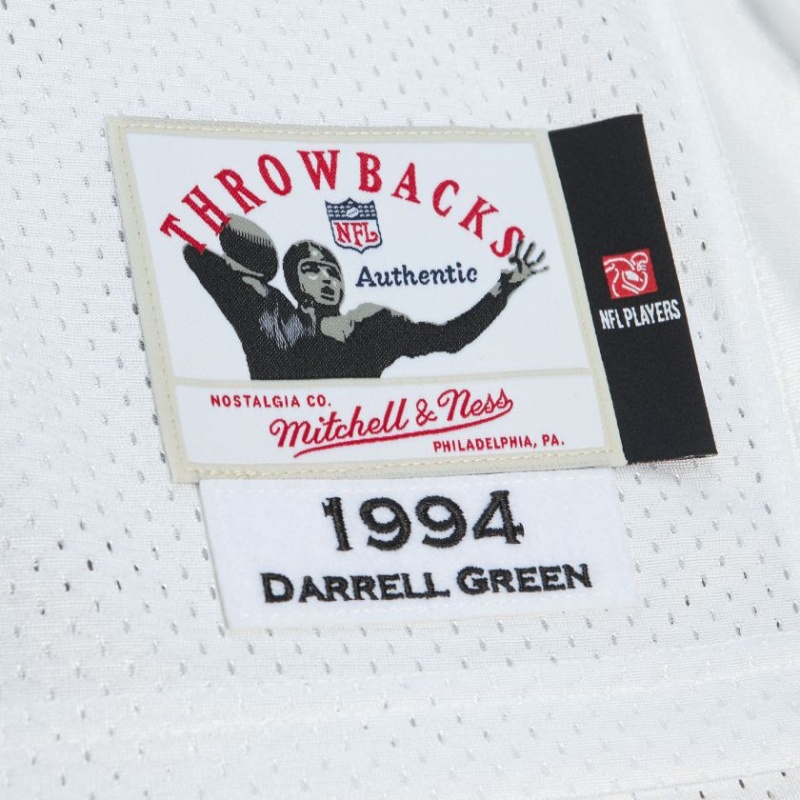 THROWBACKS
NFL
Authentic
NFL PLAYERS
NOSTALGIA CO.
Mitchell & Ness
PHILADELPHIA, PA.
1994
DARRELL GREEN